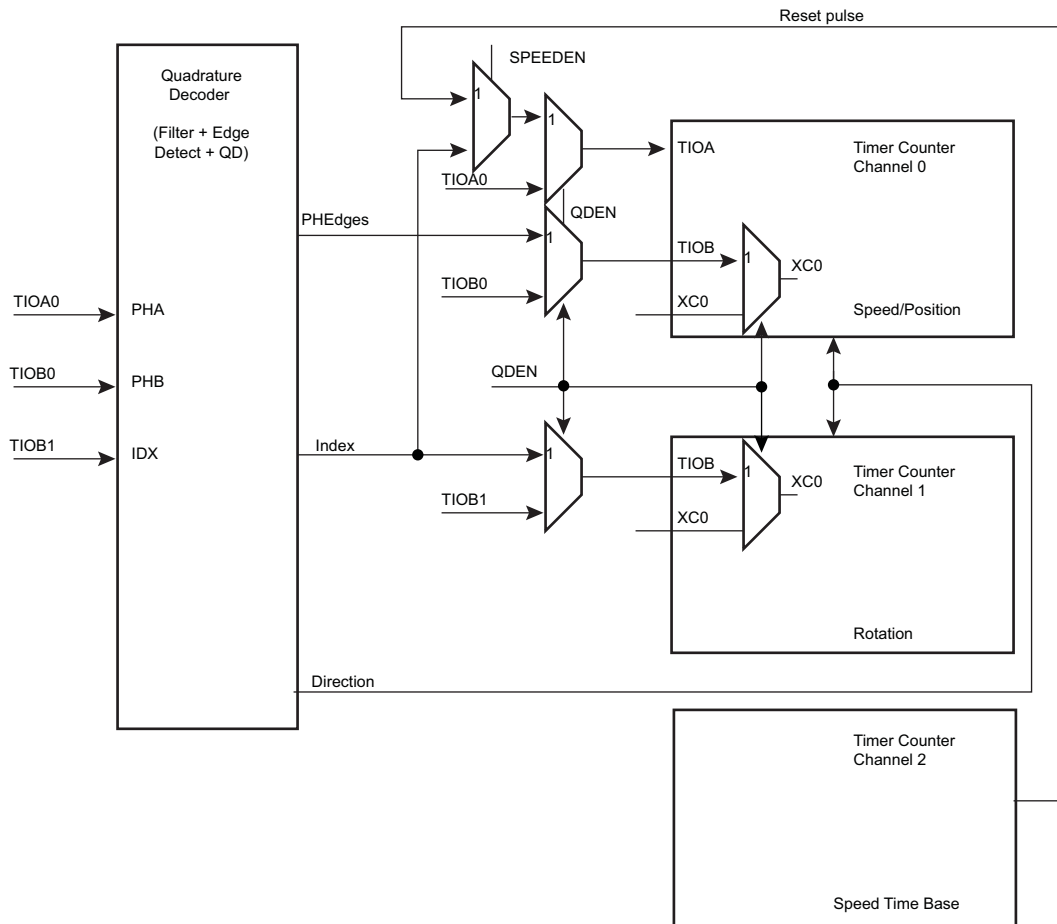 Reset pulse
SPEEDEN
Quadrature
Decoder
(Filter + Edge
Detect + QD)
1
1
TIOA
Timer Counter
Channel 0
TIOA0
QDEN
PHEdges
1
TIOB
1
XC0
TIOB0
XC0
Speed/Position
TIOA0
PHA
TIOB0
PHB
QDEN
TIOB1
IDX
Index
1
TIOB
1
XC0
Timer Counter
Channel 1
TIOB1
XC0
Rotation
Direction
Timer Counter
Channel 2
Speed Time Base